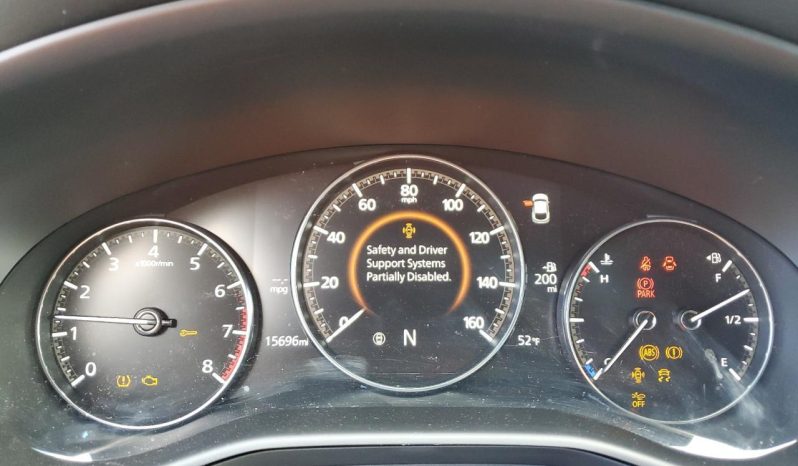 0
1
2
3
4
5
6
7
8
x1000r/min
--.-
mpg
15696mi
0
20
40
60
80
mph
100
120
140
160
Safety and Driver
Support Systems
Partially Disabled.
N
200
mi
52°F
H
C
P
PARK
ABS
OFF
F
1/2
E